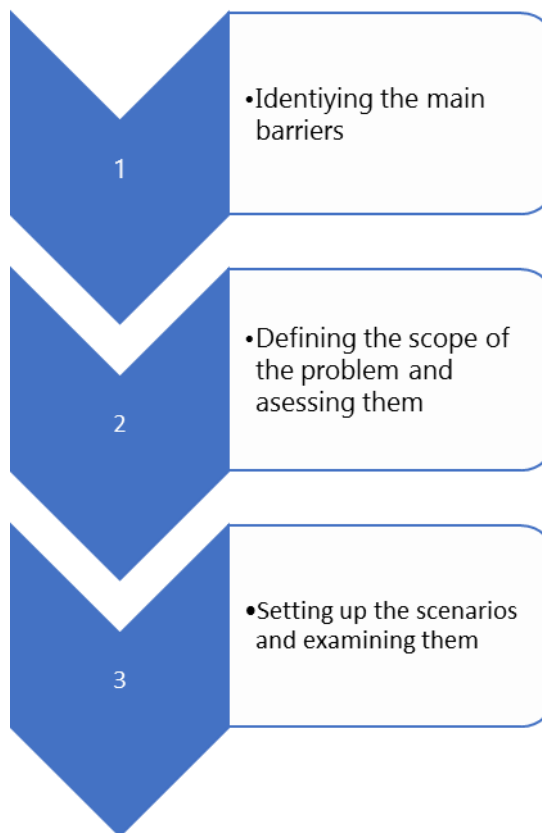 1
•Identiying the main
barriers
2
•Defining the scope of
the problem and
asessing them
3
•Setting up the scenarios
and examining them